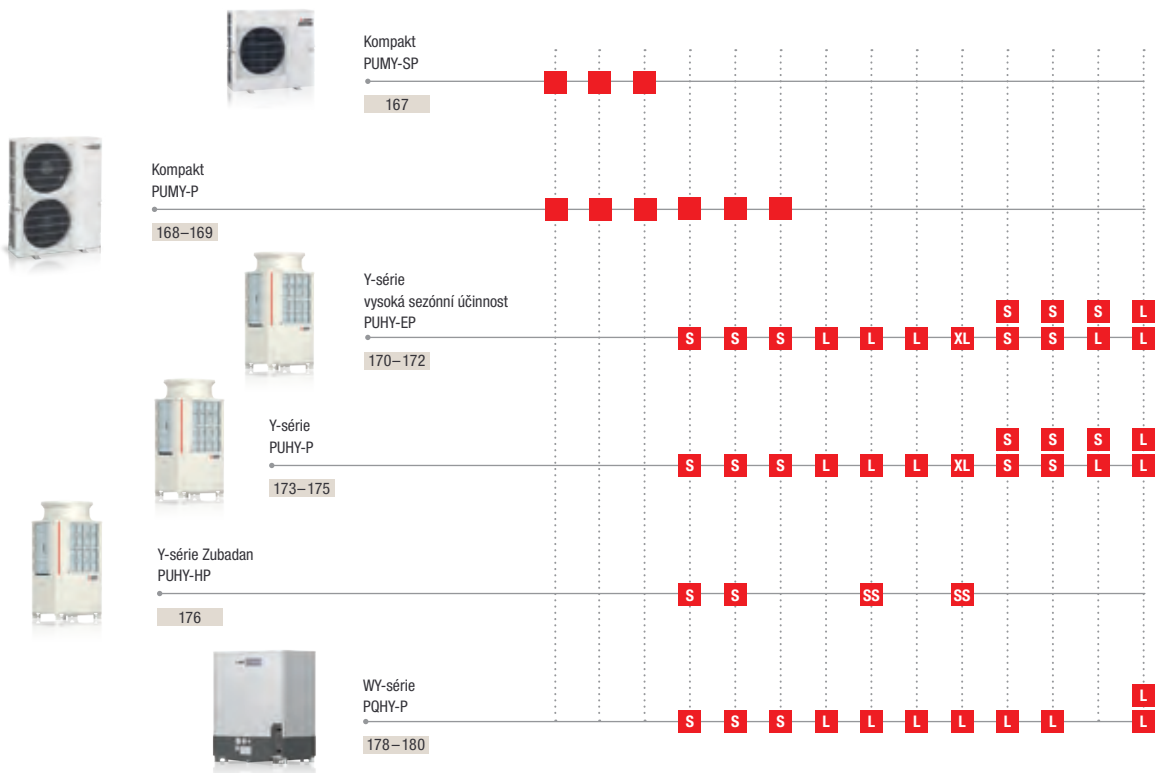 Kompakt
PUMY-SP
167
Kompakt
PUMY-P
168–169
Y-série
vysoká sezónní účinnost
PUHY-EP
170–172
S S S L
S S S L L L XL S S L L
Y-série
PUHY-P
173–175
S S S L
S S S L L L XL S S L L
Y-série Zubadan
PUHY-HP
176
S S SS SS
WY-série
PQHY-P
178–180
L
S S S L L L L L L L